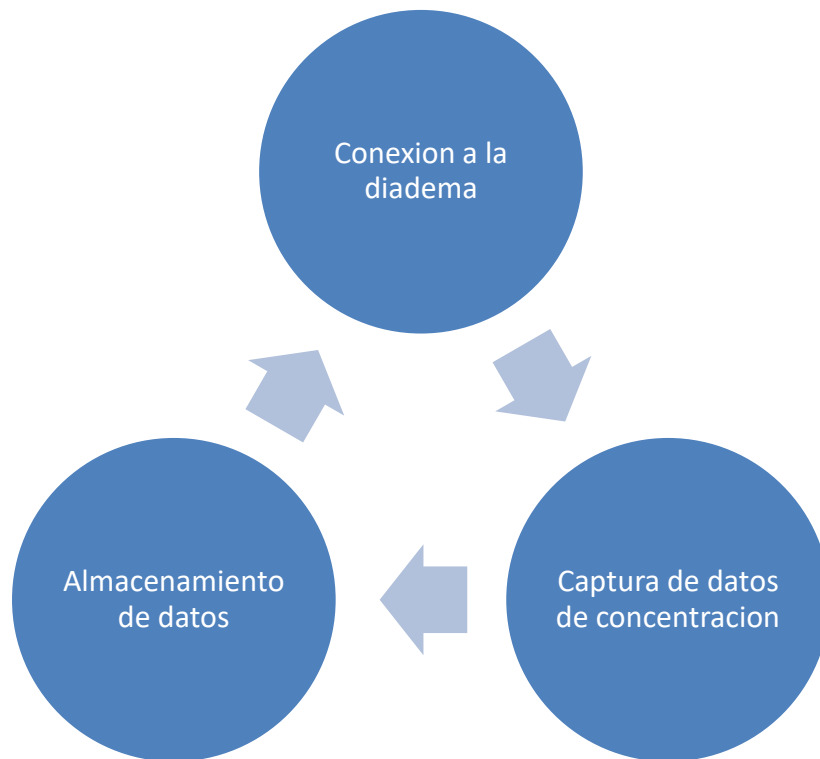 Conexion a la
diadema
Captura de datos
de concentracion
Almacenamiento
de datos